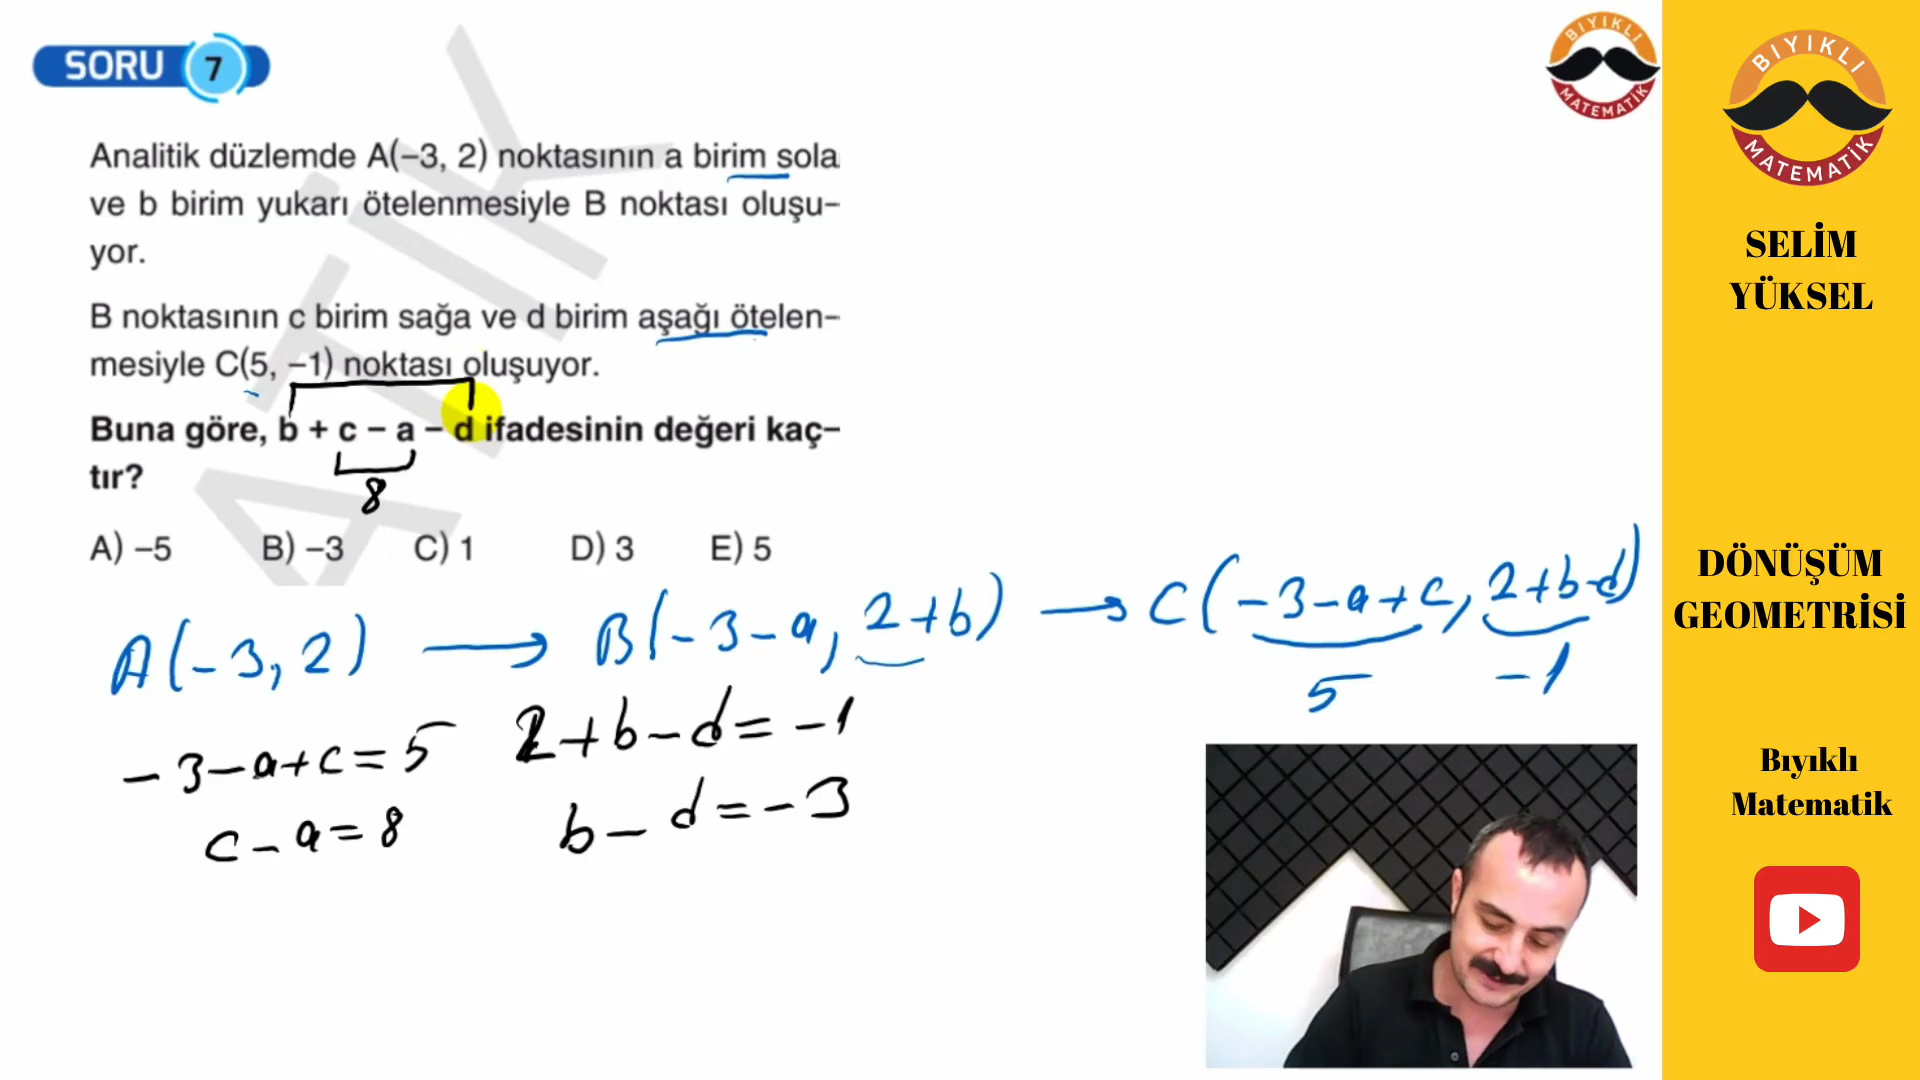 SORU 7
Analitik düzlemde A(–3, 2) noktasının a birim sola
ve b birim yukarı ötelenmesiyle B noktası oluşu–
yor.
B noktasının c birim sağa ve d birim aşağı ötelen–
mesiyle C(5, –1) noktası oluşuyor.
Buna göre, b + c – a – d ifadesinin değeri kaç–
tır?
8
A) –5 B) –3 C) 1 D) 3 E) 5
A(-3, 2) → B(-3-a, 2+b) → C(-3-a+c, 2+b-d)
5 -1
-3-a+c=5 2+b-d=-1
c-a=8 b-d=-3
ATİK
BIYIKLI
MATEMATİK
BIYIKLI
MATEMATİK
SELİM
YÜKSEL
DÖNÜŞÜM
GEOMETRİSİ
Bıyıklı
Matematik